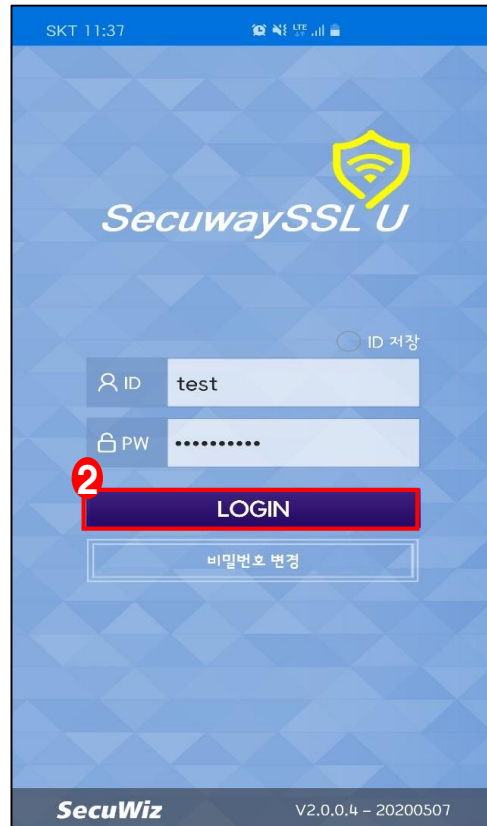 SKT 11:37 LTE
SecuwaySSL U
ID 저장
ID test
PW ••••••••••
2
LOGIN
비밀번호 변경
SecuWiz V2.0.0.4 – 20200507